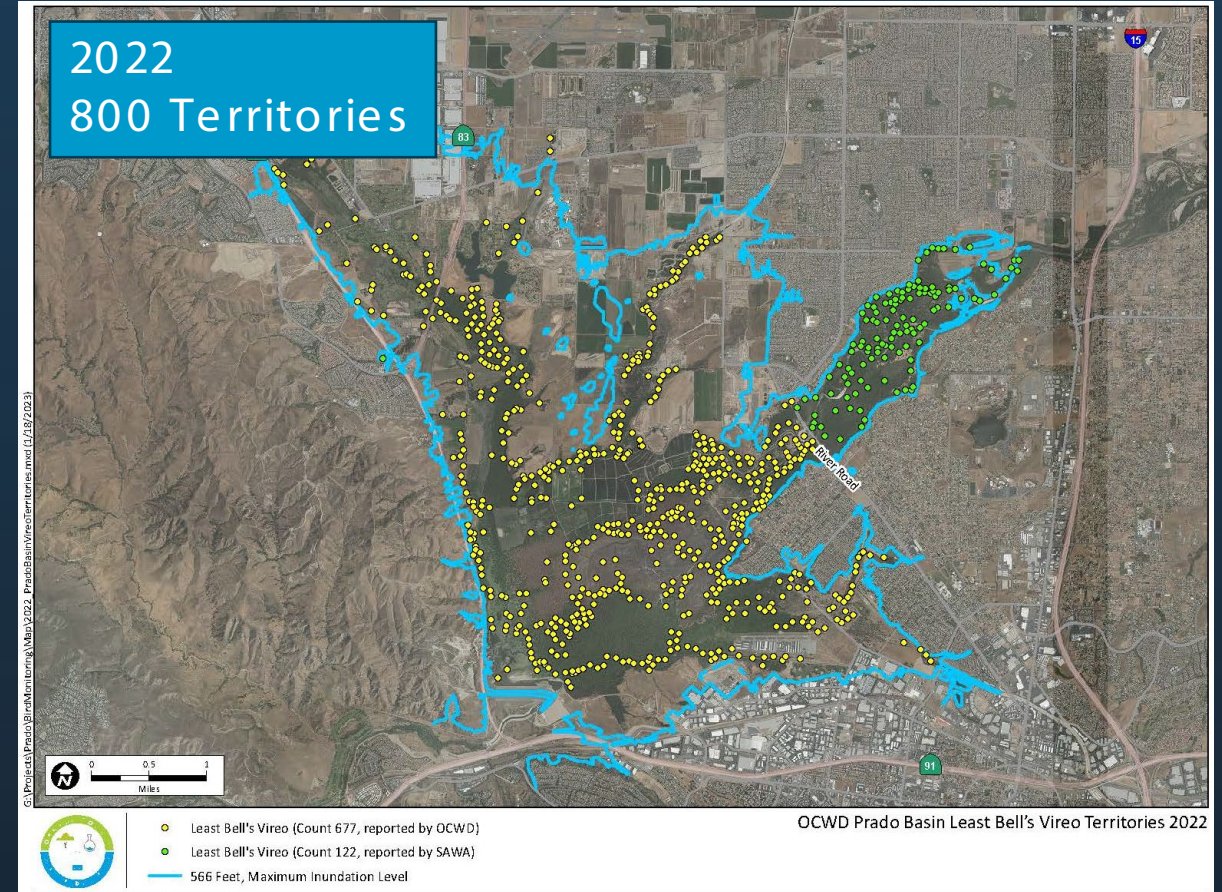 2022
800 Territories
15
83
River Road
91
G:\Projects\Prado\BirdMonitoring\Map\2022_PradoBasinVireoTerritories.mxd (1/18/2023)
N
0 0.5 1
Miles
OCWD Prado Basin Least Bell’s Vireo Territories 2022
Least Bell's Vireo (Count 677, reported by OCWD)
Least Bell's Vireo (Count 122, reported by SAWA)
566 Feet, Maximum Inundation Level